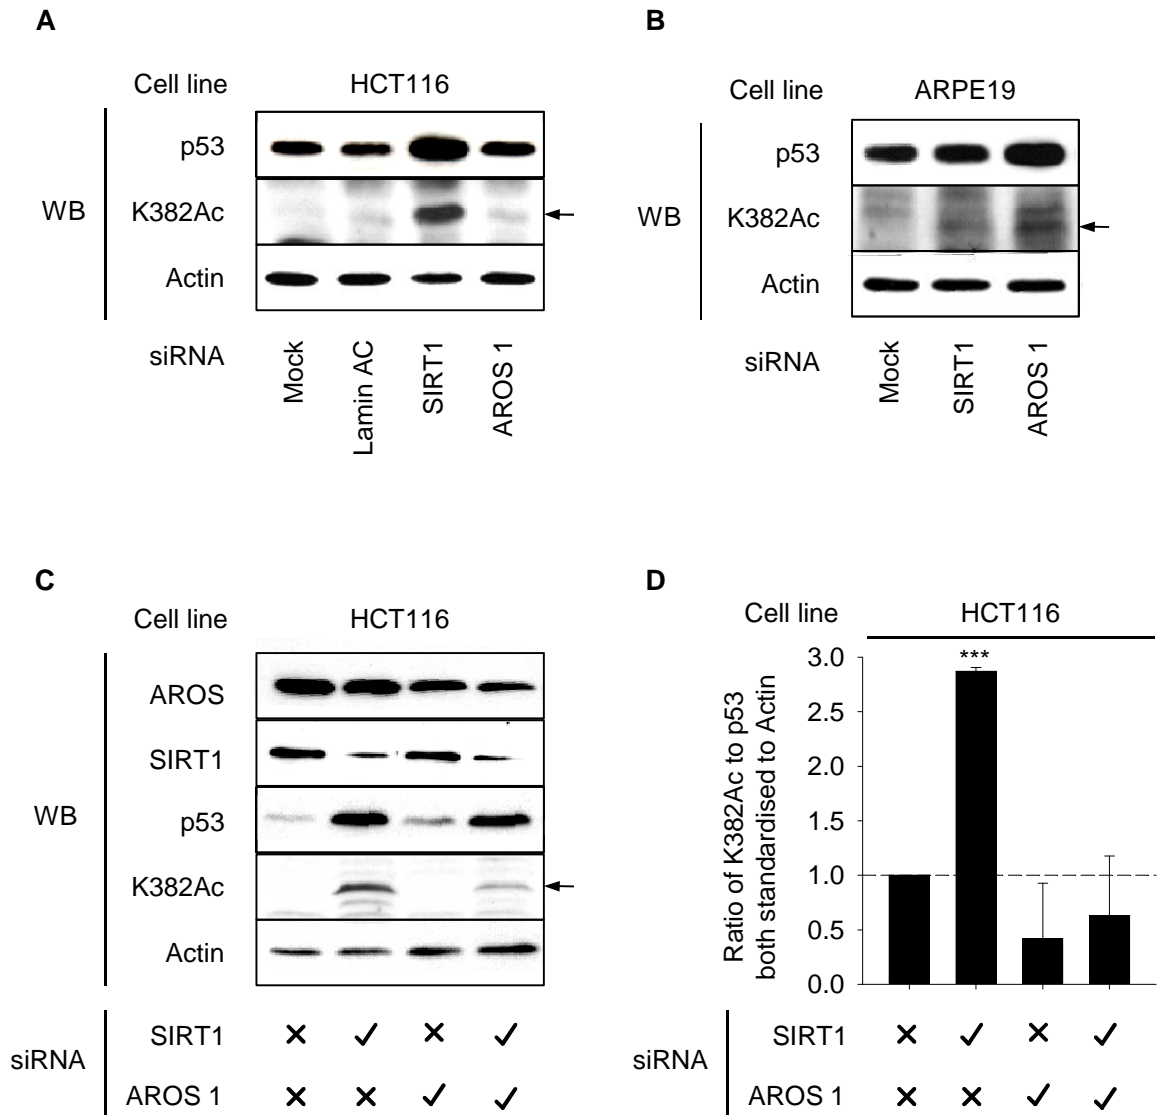 A
Cell line HCT116
WB
p53
K382Ac
Actin
siRNA
Mock
Lamin AC
SIRT1
AROS 1
B
Cell line ARPE19
WB
p53
K382Ac
Actin
siRNA
Mock
SIRT1
AROS 1
C
Cell line HCT116
WB
AROS
SIRT1
p53
K382Ac
Actin
siRNA
SIRT1 × ✓ × ✓
AROS 1 × × ✓ ✓
D
Cell line HCT116
Ratio of K382Ac to p53
both standardised to Actin
***
3.0
2.5
2.0
1.5
1.0
0.5
0.0
siRNA
SIRT1 × ✓ × ✓
AROS 1 × × ✓ ✓